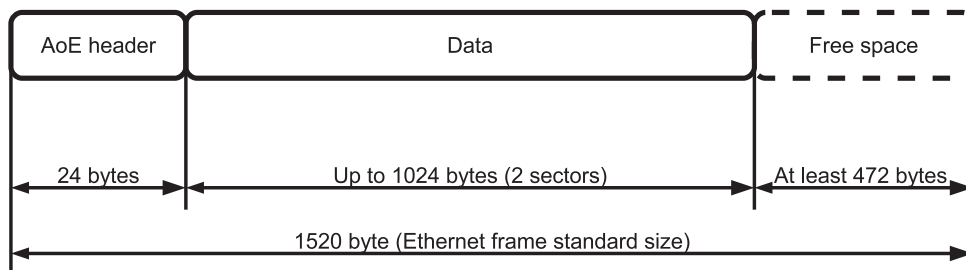 AoE header
Data
Free space
24 bytes
Up to 1024 bytes (2 sectors)
At least 472 bytes
1520 byte (Ethernet frame standard size)